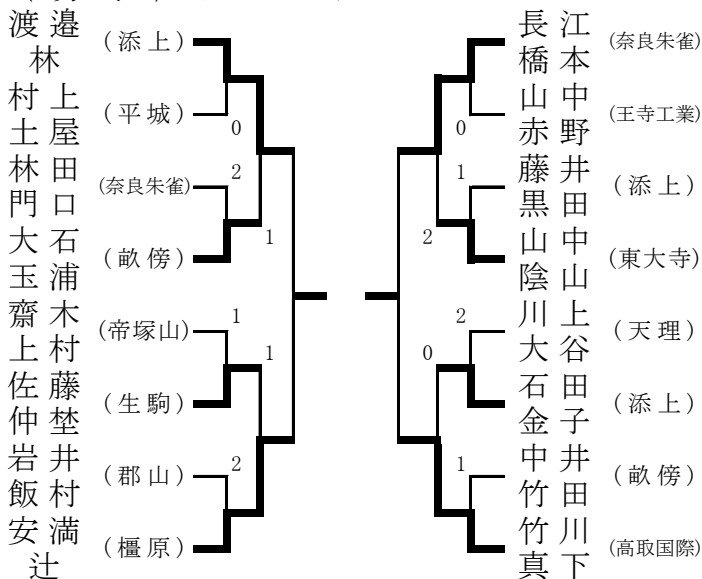 渡邉
林
(添上)
村上
土屋
(平城)
0
林田
門口
(奈良朱雀)
2
大石
玉浦
(畝傍)
1
齋木
上村
(帝塚山)
1
1
佐藤
仲埜
(生駒)
岩井
飯村
(郡山)
2
安満
辻
(橿原)
長江
橋本
(奈良朱雀)
山中
赤野
(王寺工業)
0
藤井
黒田
(添上)
1
山中
陰山
(東大寺)
2
川上
大谷
(天理)
2
0
石田
金子
(添上)
中井
竹田
(畝傍)
1
竹川
真下
(高取国際)